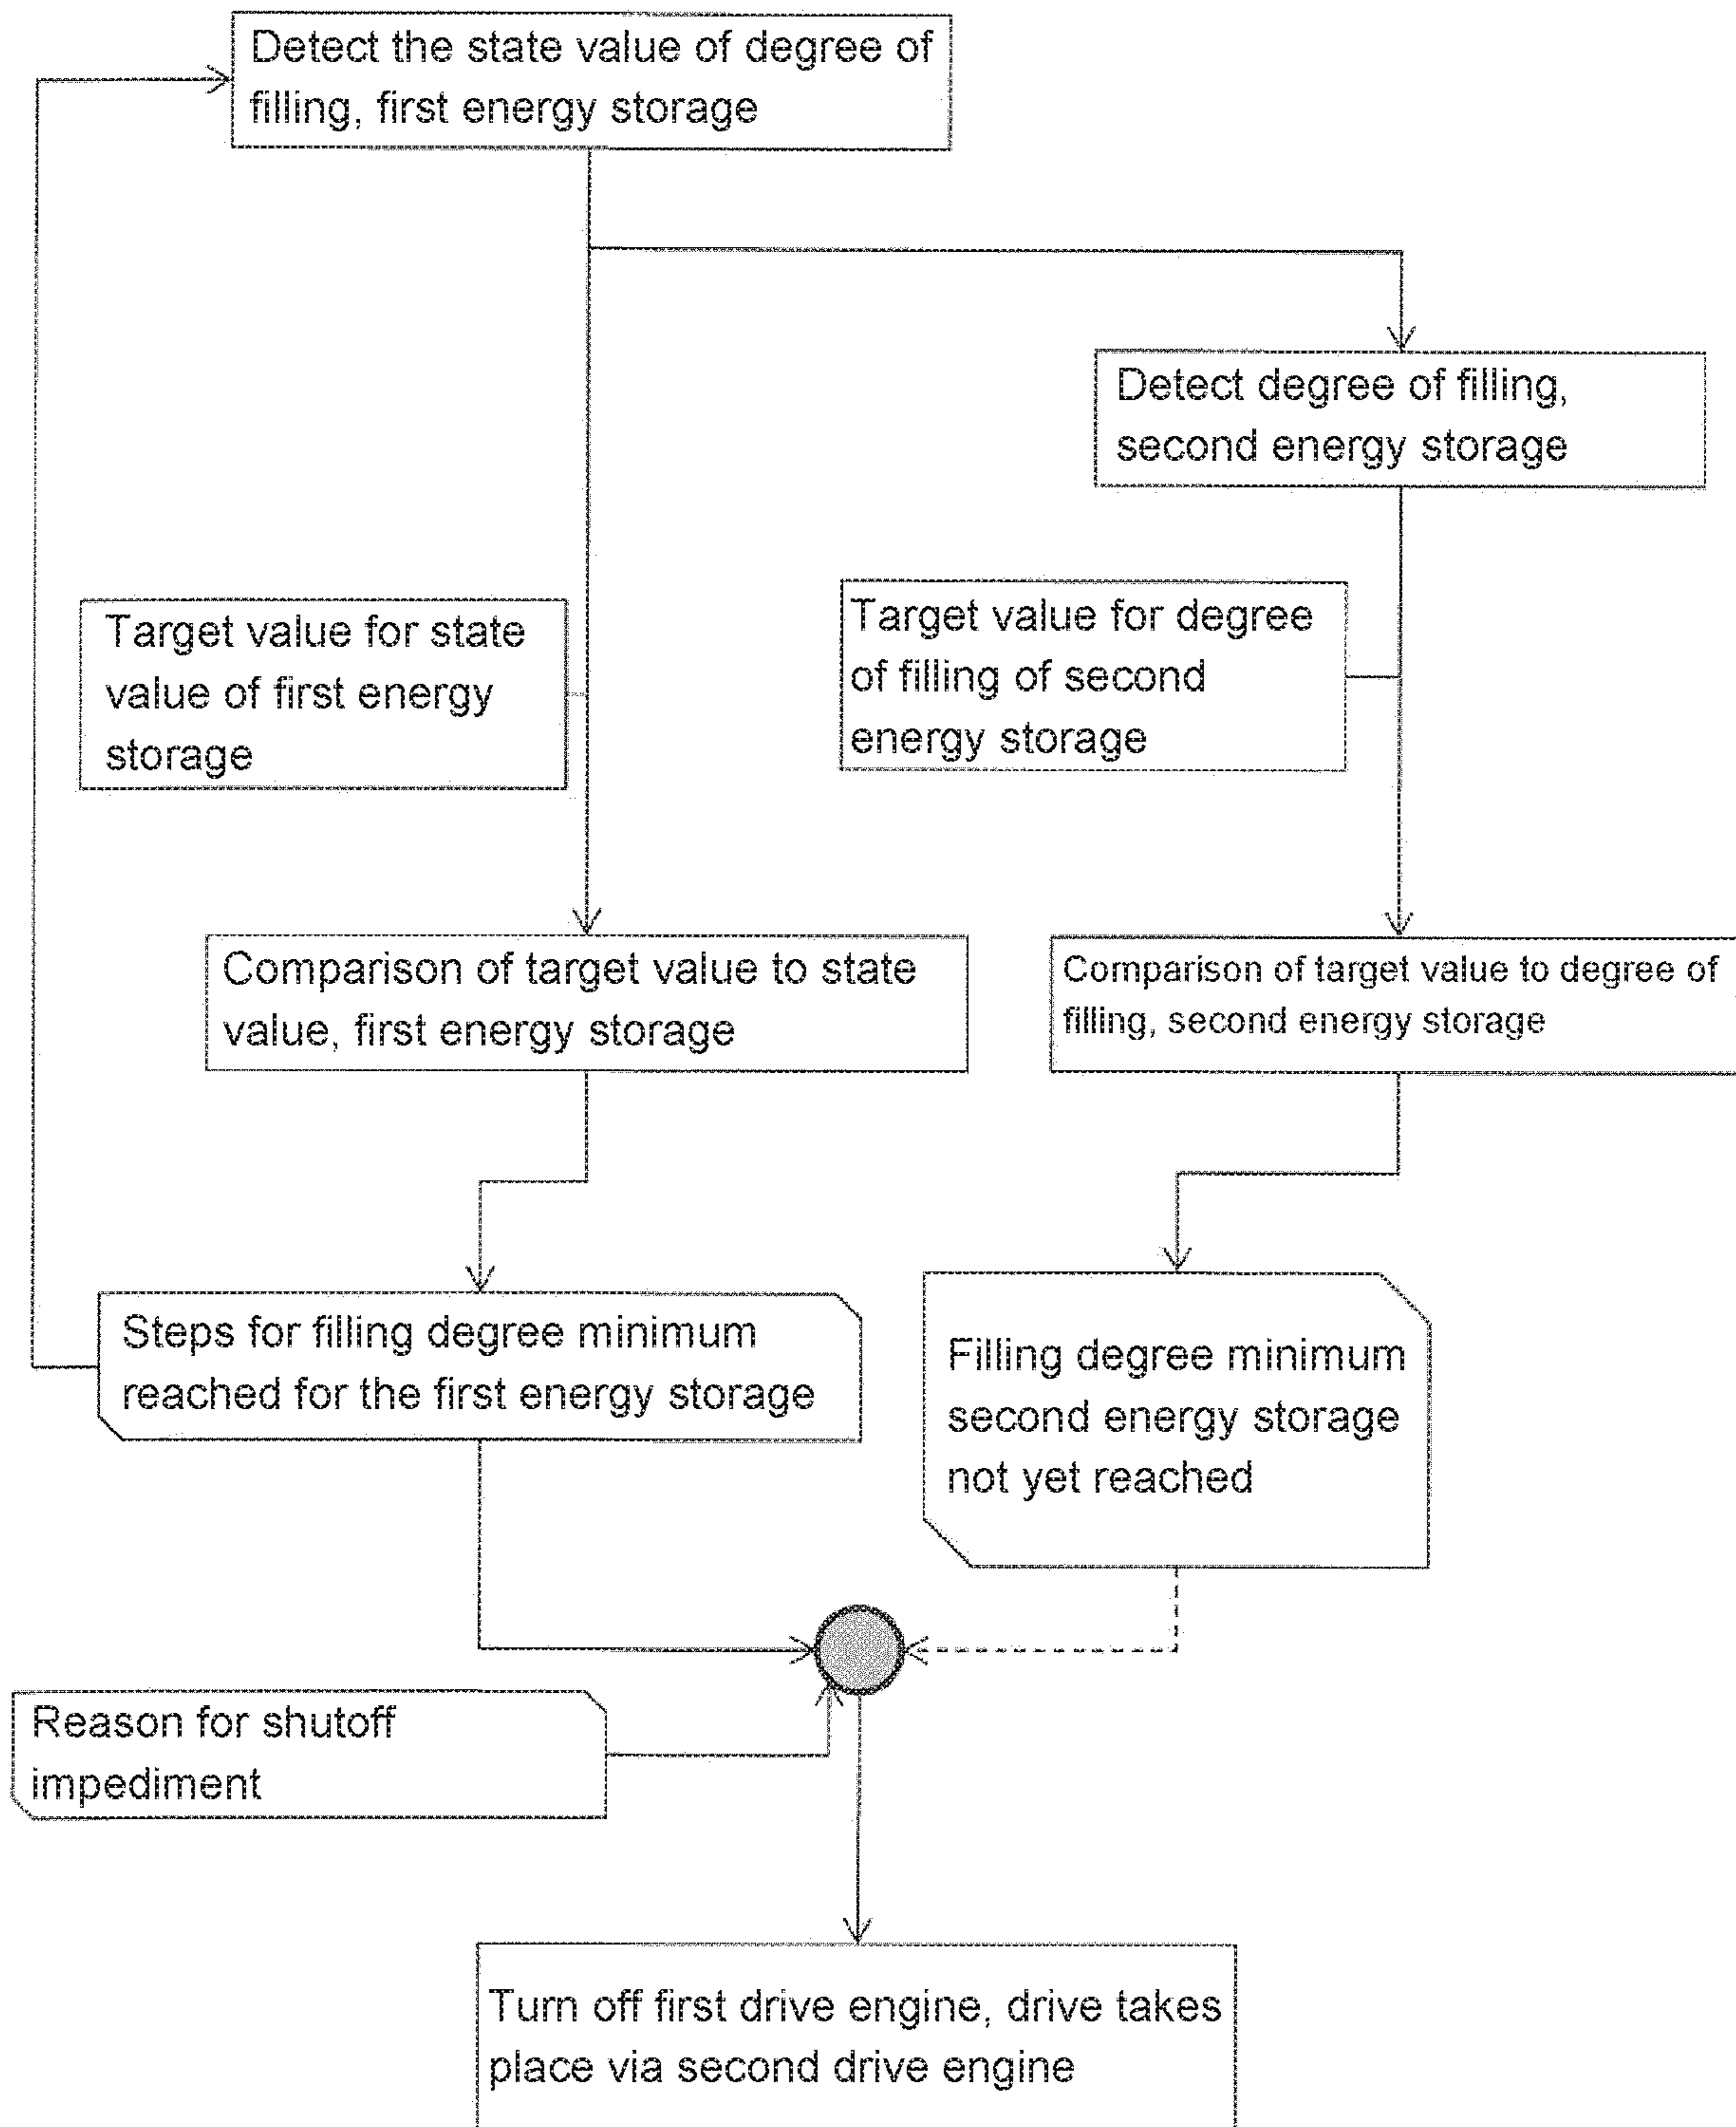 Detect the state value of degree of
filling, first energy storage
Detect degree of filling,
second energy storage
Target value for state
value of first energy
storage
Target value for degree
of filling of second
energy storage
Comparison of target value to state
value, first energy storage
Comparison of target value to degree of
filling, second energy storage
Steps for filling degree minimum
reached for the first energy storage
Filling degree minimum
second energy storage
not yet reached
Reason for shutoff
impediment
Turn off first drive engine, drive takes
place via second drive engine